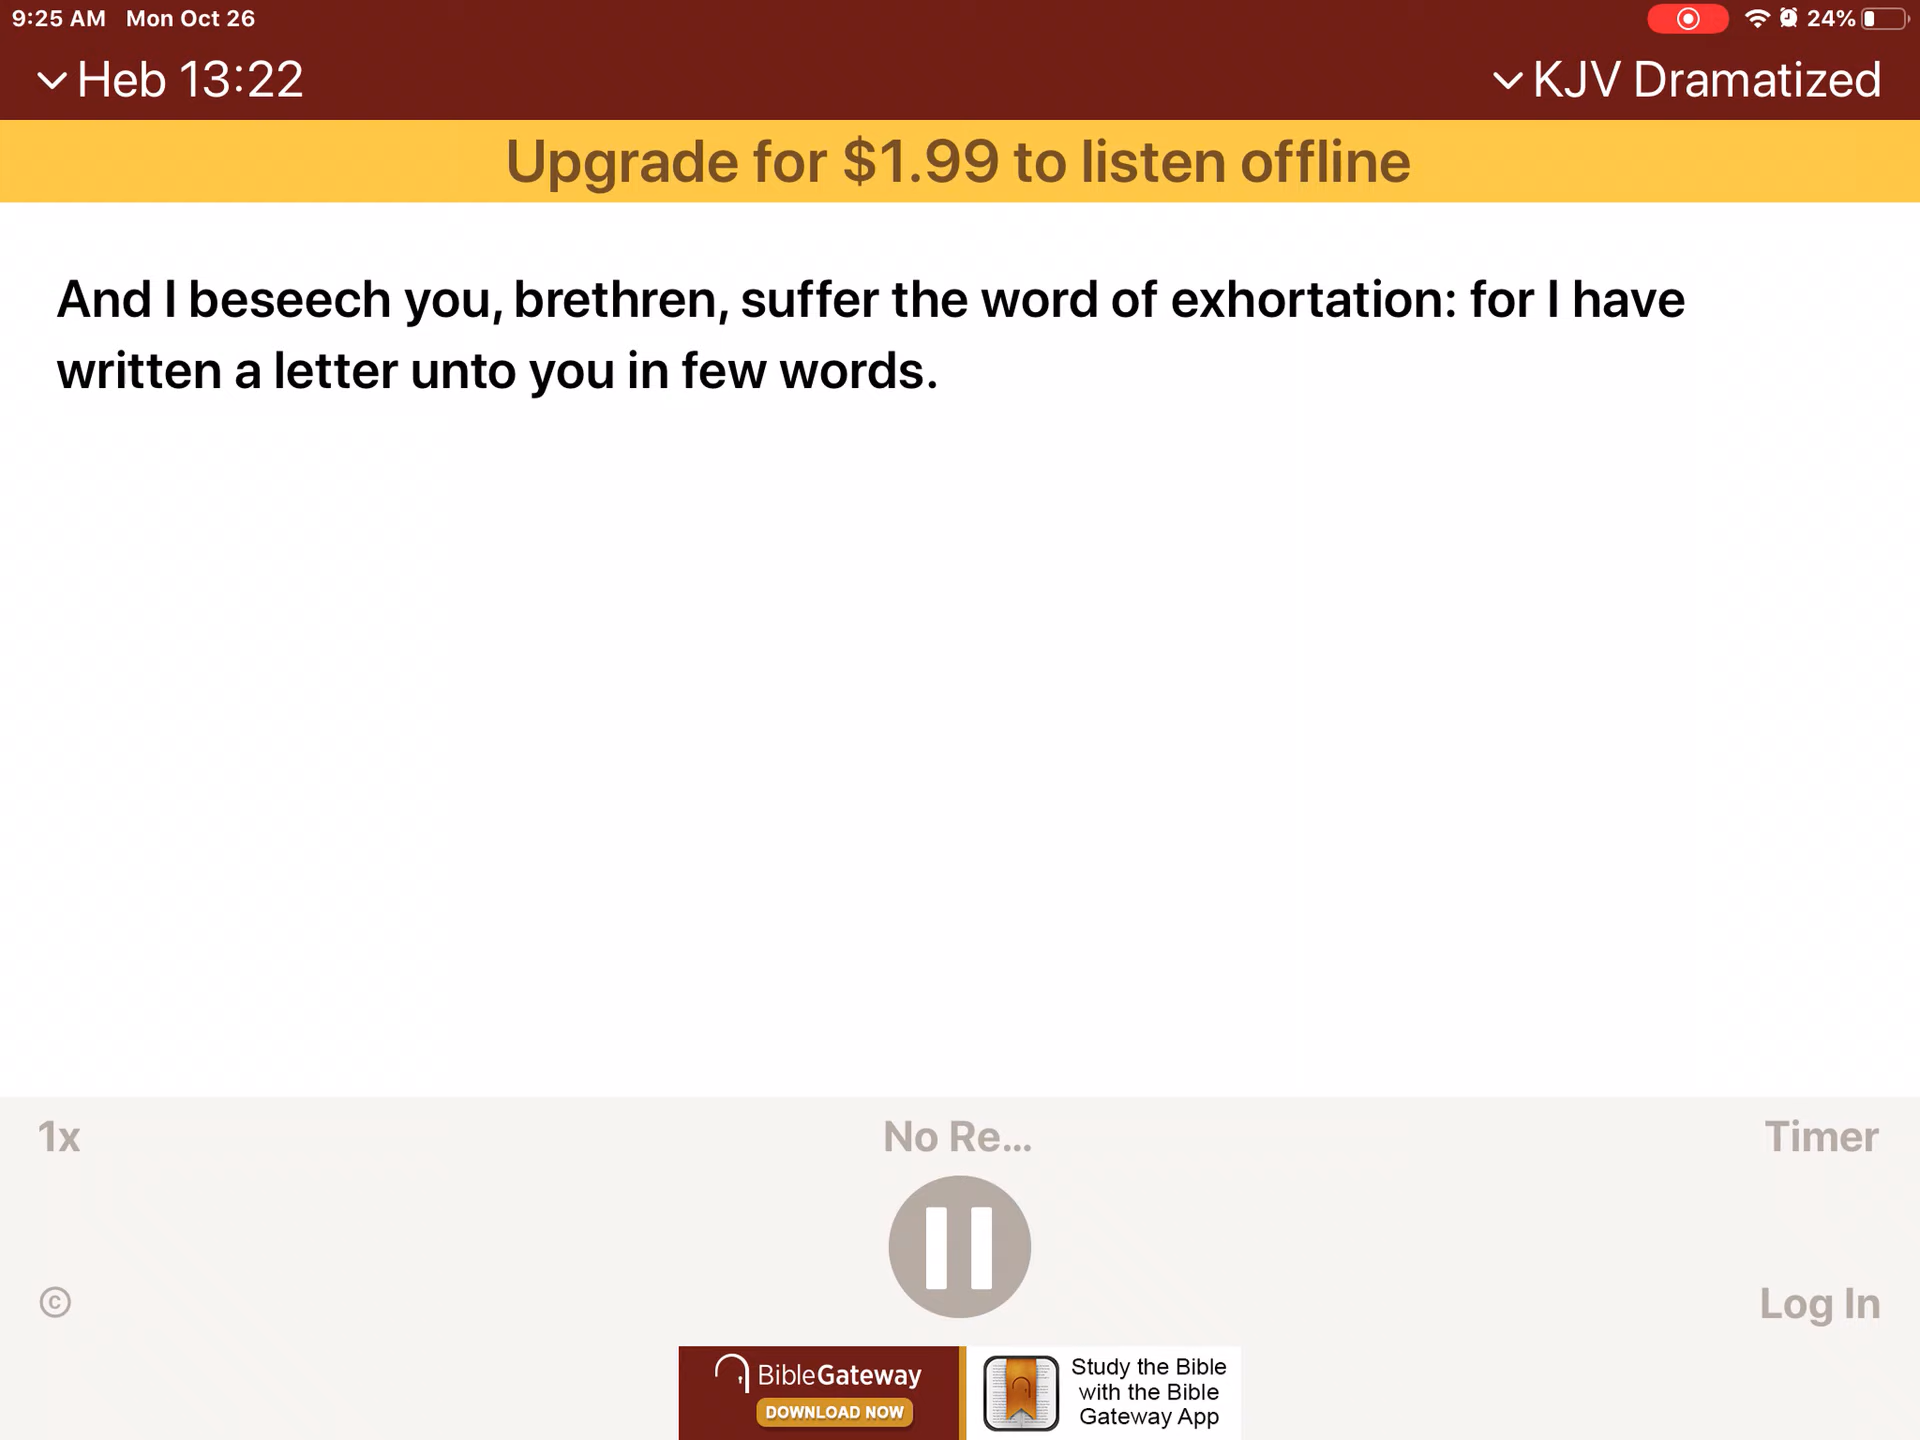 9:25 AM Mon Oct 26 24%
Heb 13:22 KJV Dramatized
Upgrade for $1.99 to listen offline
And I beseech you, brethren, suffer the word of exhortation: for I have
written a letter unto you in few words.
1x No Re... Timer
© Log In
BibleGateway
DOWNLOAD NOW
Study the Bible
with the Bible
Gateway App